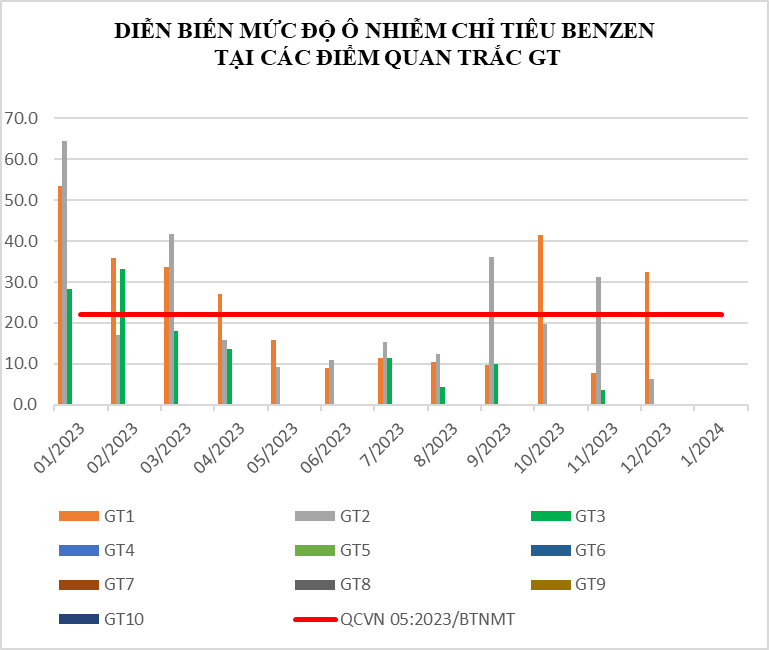 DIỄN BIẾN MỨC ĐỘ Ô NHIỄM CHỈ TIÊU BENZEN
TẠI CÁC ĐIỂM QUAN TRẮC GT
70.0
60.0
50.0
40.0
30.0
20.0
10.0
0.0
01/2023
02/2023
03/2023
04/2023
05/2023
06/2023
7/2023
8/2023
9/2023
10/2023
11/2023
12/2023
1/2024
GT1
GT2
GT3
GT4
GT5
GT6
GT7
GT8
GT9
GT10
QCVN 05:2023/BTNMT